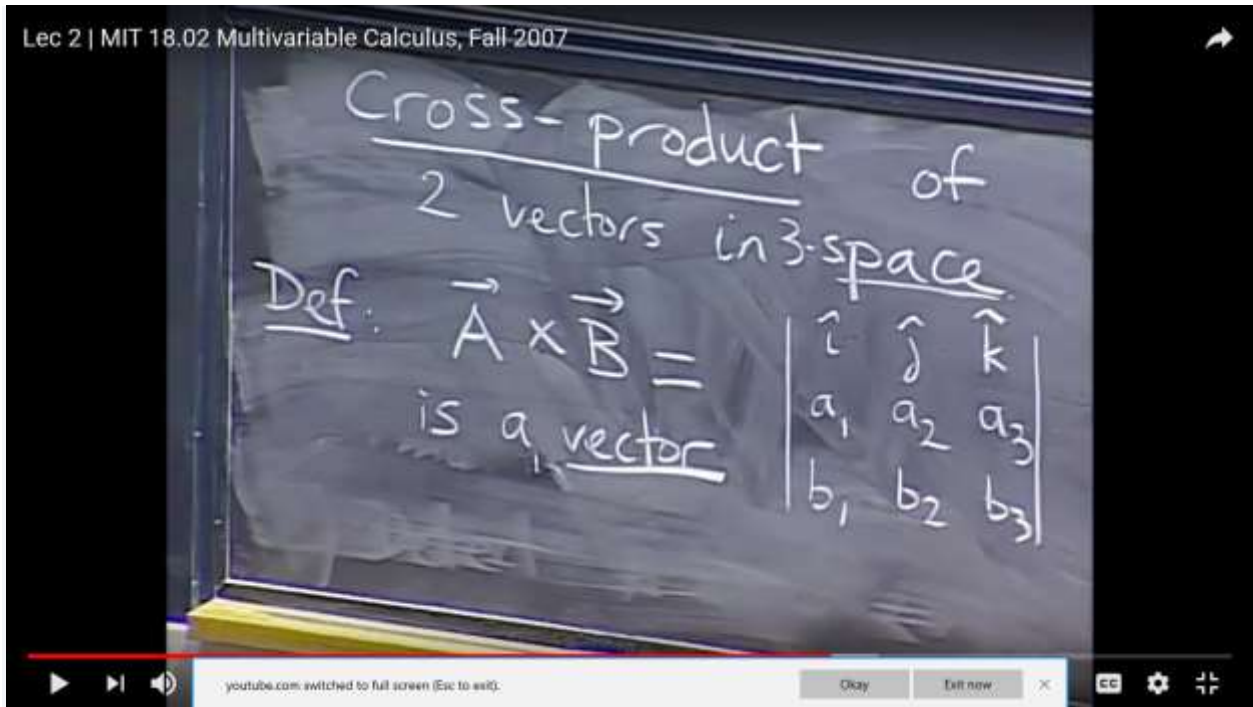 Lec 2 | MIT 18.02 Multivariable Calculus, Fall 2007
Cross-product of
2 vectors in 3-space.
Def: A⃗ × B⃗ = | î ĵ k̂ |
is a vector | a₁ a₂ a₃ |
| b₁ b₂ b₃ |
youtube.com switched to full screen (Esc to exit). Okay Exit now ×
CC